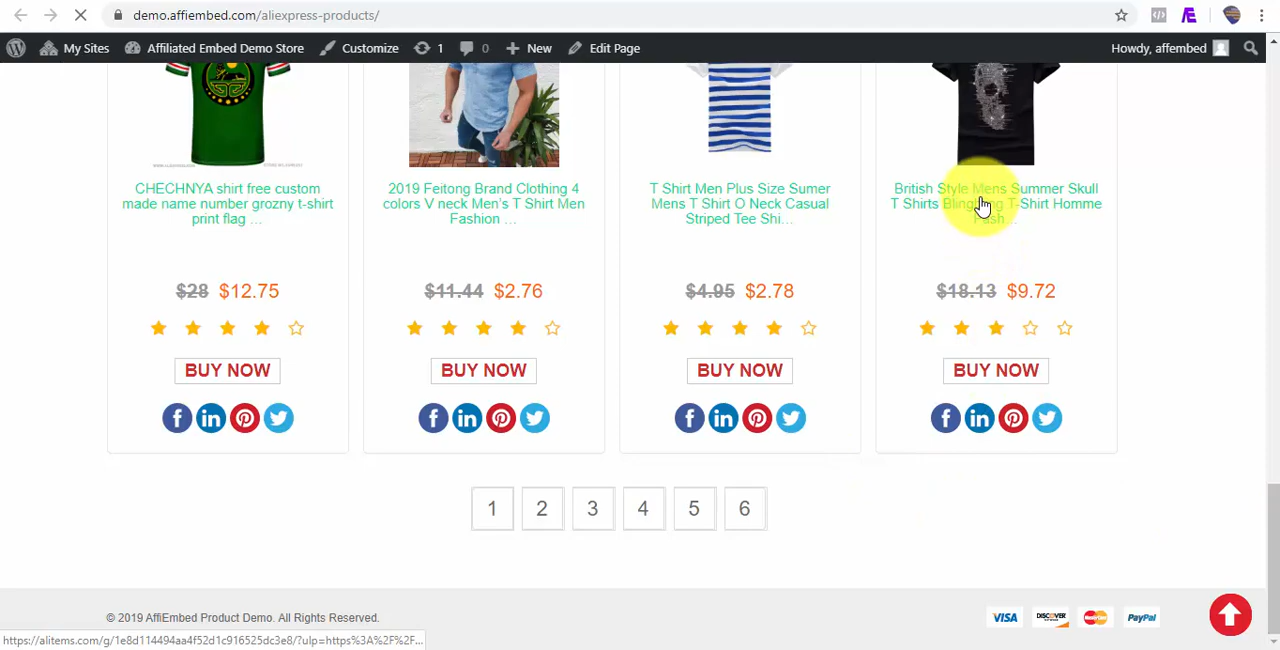 demo.affiembed.com/aliexpress-products/
My Sites Affiliated Embed Demo Store Customize 1 0 New Edit Page Howdy, affembed
CHECHNYA shirt free custom
made name number grozny t-shirt
print flag ...
2019 Feitong Brand Clothing 4
colors V neck Men's T Shirt Men
Fashion ...
T Shirt Men Plus Size Sumer
Mens T Shirt O Neck Casual
Striped Tee Shi...
British Style Mens Summer Skull
T Shirts Blingbling T-Shirt Homme
Fash...
$28 $12.75
$11.44 $2.76
$4.95 $2.78
$18.13 $9.72
BUY NOW
BUY NOW
BUY NOW
BUY NOW
1 2 3 4 5 6
© 2019 AffiEmbed Product Demo. All Rights Reserved.
VISA DISCOVER MasterCard PayPal
https://alitems.com/g/1e8d114494aa4f52d1c916525dc3e8/?ulp=https%3A%2F%2F...